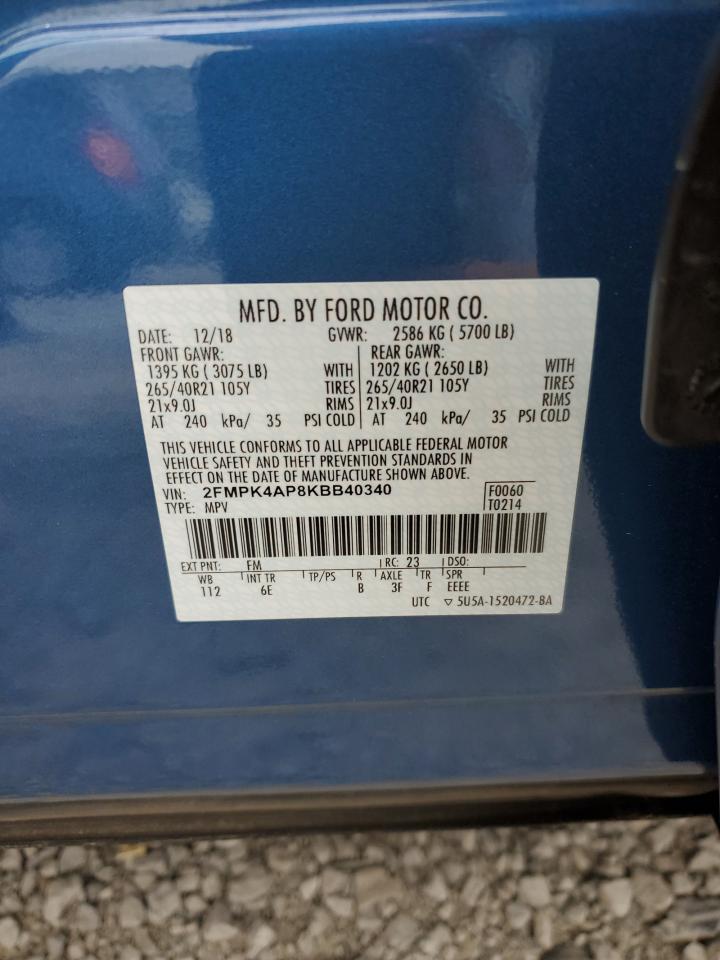 MFD. BY FORD MOTOR CO.
DATE: 12/18 GVWR: 2586 KG ( 5700 LB)
FRONT GAWR: REAR GAWR:
1395 KG ( 3075 LB) WITH 1202 KG ( 2650 LB) WITH
265/40R21 105Y TIRES 265/40R21 105Y TIRES
21x9.0J RIMS 21x9.0J RIMS
AT 240 kPa/ 35 PSI COLD AT 240 kPa/ 35 PSI COLD
THIS VEHICLE CONFORMS TO ALL APPLICABLE FEDERAL MOTOR
VEHICLE SAFETY AND THEFT PREVENTION STANDARDS IN
EFFECT ON THE DATE OF MANUFACTURE SHOWN ABOVE.
VIN: 2FMPK4AP8KBB40340 F0060
TYPE: MPV T0214
EXT PNT: FM RC: 23 DSO:
WB INT TR TP/PS R AXLE TR SPR
112 6E B 3F F EEEE
UTC ▽ 5U5A-1520472-BA